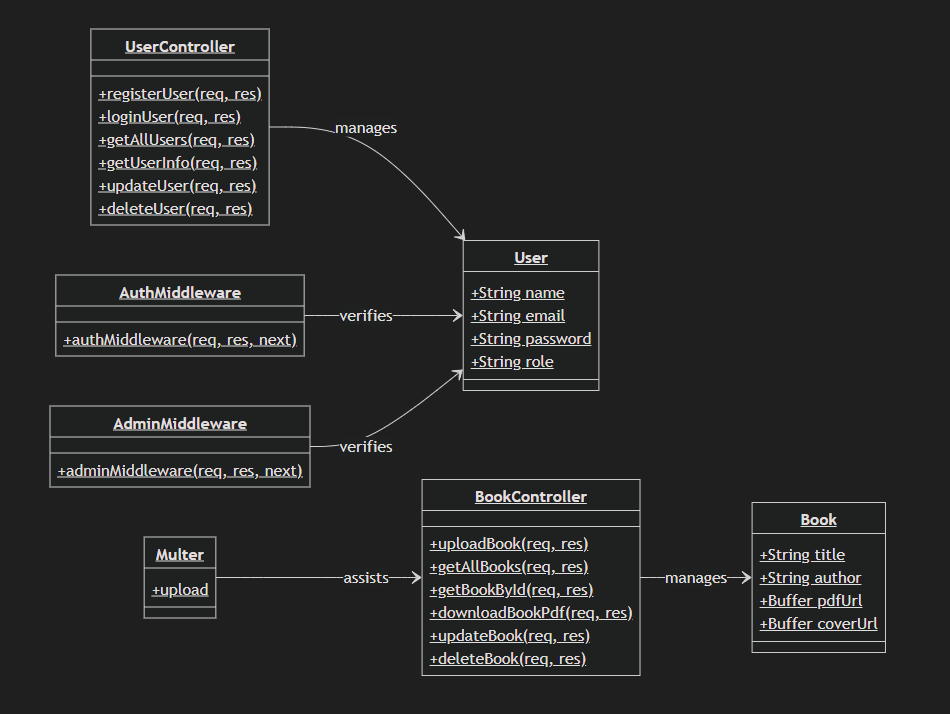 UserController
+registerUser(req, res)
+loginUser(req, res)
+getAllUsers(req, res)
+getUserInfo(req, res)
+updateUser(req, res)
+deleteUser(req, res)
manages
User
+String name
+String email
+String password
+String role
AuthMiddleware
+authMiddleware(req, res, next)
verifies
AdminMiddleware
+adminMiddleware(req, res, next)
verifies
Multer
+upload
assists
BookController
+uploadBook(req, res)
+getAllBooks(req, res)
+getBookById(req, res)
+downloadBookPdf(req, res)
+updateBook(req, res)
+deleteBook(req, res)
manages
Book
+String title
+String author
+Buffer pdfUrl
+Buffer coverUrl